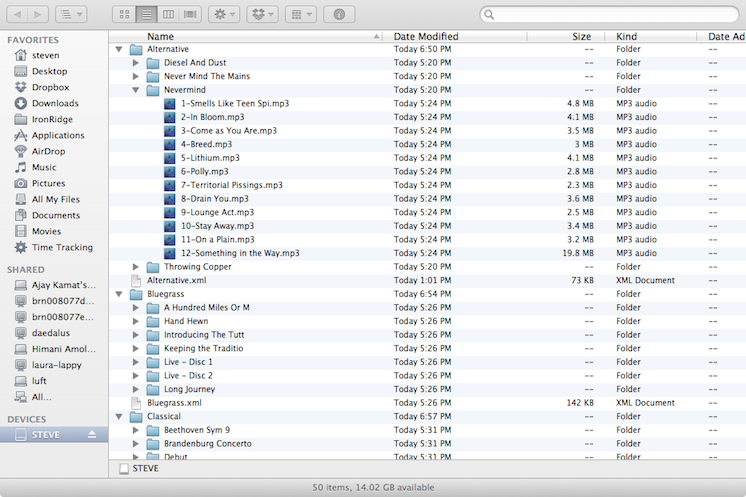 Name Date Modified Size Kind Date Ad
FAVORITES
steven
Desktop
Dropbox
Downloads
IronRidge
Applications
AirDrop
Music
Pictures
All My Files
Documents
Movies
Time Tracking
SHARED
Ajay Kamat's...
brn008077d...
brn008077e...
daedalus
Himani Amol...
laura-lappy
luft
All...
DEVICES
STEVE
Alternative Today 6:50 PM -- Folder --
Diesel And Dust Today 5:20 PM -- Folder --
Never Mind The Mains Today 5:20 PM -- Folder --
Nevermind Today 5:20 PM -- Folder --
1-Smells Like Teen Spi.mp3 Today 5:24 PM 4.8 MB MP3 audio --
2-In Bloom.mp3 Today 5:24 PM 4.1 MB MP3 audio --
3-Come as You Are.mp3 Today 5:24 PM 3.5 MB MP3 audio --
4-Breed.mp3 Today 5:24 PM 3 MB MP3 audio --
5-Lithium.mp3 Today 5:24 PM 4.1 MB MP3 audio --
6-Polly.mp3 Today 5:24 PM 2.8 MB MP3 audio --
7-Territorial Pissings.mp3 Today 5:24 PM 2.3 MB MP3 audio --
8-Drain You.mp3 Today 5:24 PM 3.6 MB MP3 audio --
9-Lounge Act.mp3 Today 5:24 PM 2.5 MB MP3 audio --
10-Stay Away.mp3 Today 5:24 PM 3.4 MB MP3 audio --
11-On a Plain.mp3 Today 5:24 PM 3.2 MB MP3 audio --
12-Something in the Way.mp3 Today 5:24 PM 19.8 MB MP3 audio --
Throwing Copper Today 5:20 PM -- Folder --
Alternative.xml Today 1:01 PM 73 KB XML Document --
Bluegrass Today 6:54 PM -- Folder --
A Hundred Miles Or M Today 5:26 PM -- Folder --
Hand Hewn Today 5:26 PM -- Folder --
Introducing The Tutt Today 5:26 PM -- Folder --
Keeping the Traditio Today 5:26 PM -- Folder --
Live - Disc 1 Today 5:26 PM -- Folder --
Live - Disc 2 Today 5:26 PM -- Folder --
Long Journey Today 5:26 PM -- Folder --
Bluegrass.xml Today 5:26 PM 142 KB XML Document --
Classical Today 6:57 PM -- Folder --
Beethoven Sym 9 Today 5:31 PM -- Folder --
Brandenburg Concerto Today 5:31 PM -- Folder --
Debut Today 5:31 PM -- Folder --
STEVE
50 items, 14.02 GB available